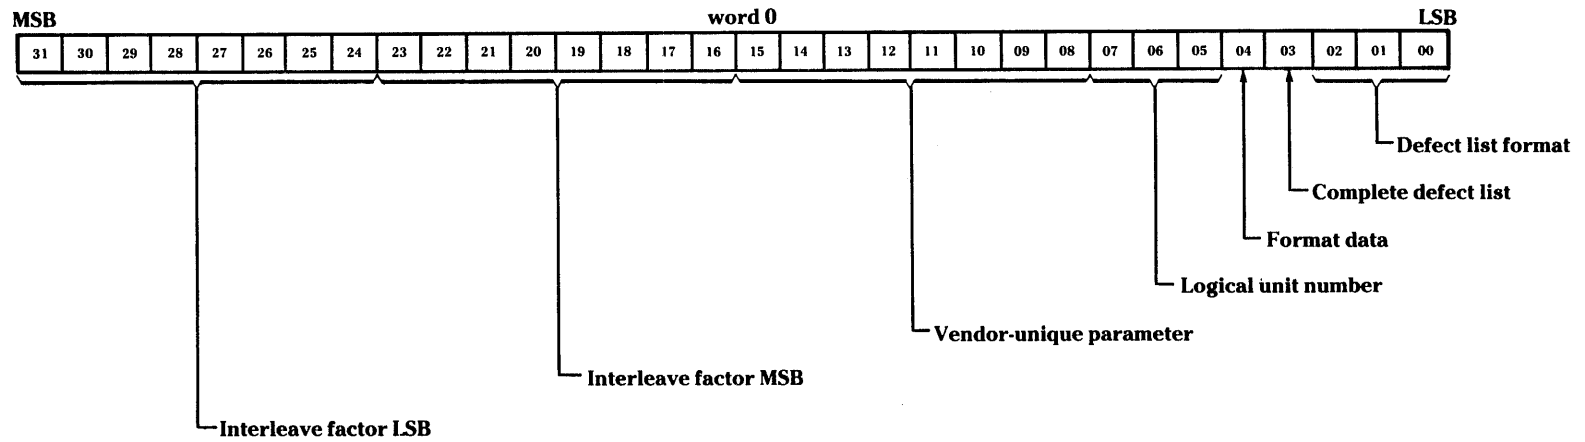 MSB word 0 LSB
31 30 29 28 27 26 25 24 23 22 21 20 19 18 17 16 15 14 13 12 11 10 09 08 07 06 05 04 03 02 01 00
Defect list format
Complete defect list
Format data
Logical unit number
Vendor-unique parameter
Interleave factor MSB
Interleave factor LSB